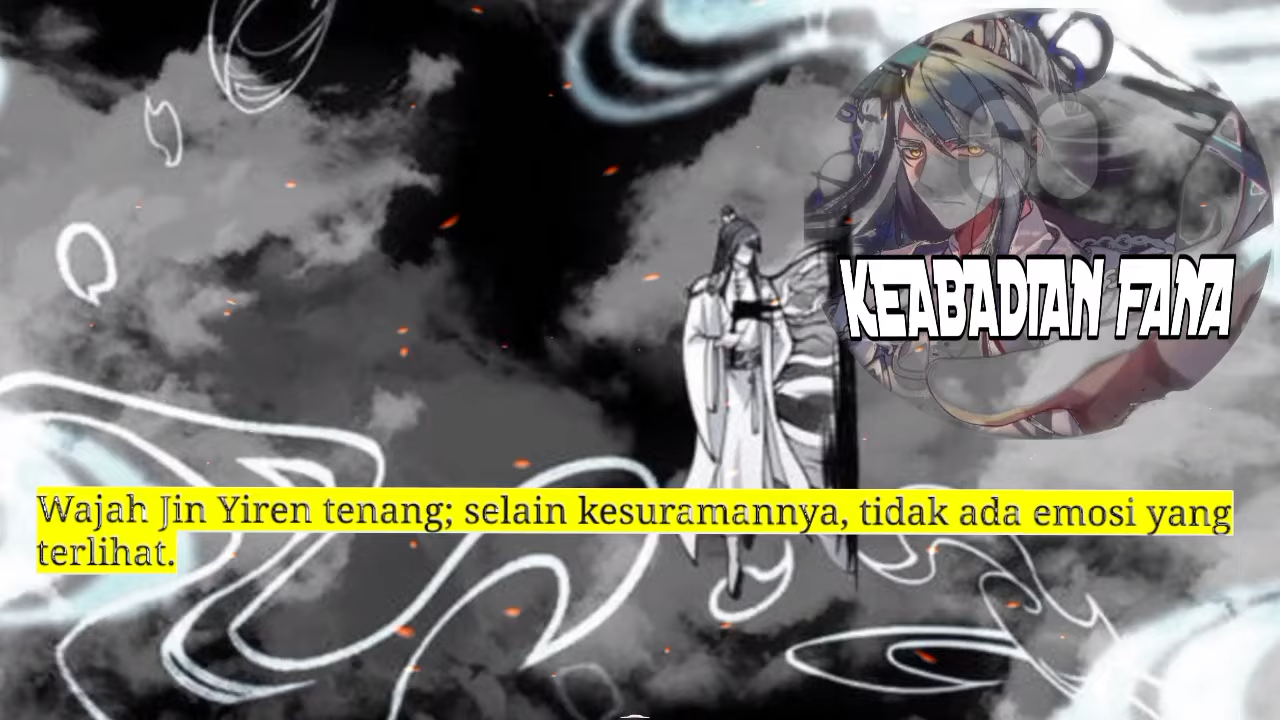 KEABADIAN FANA
Wajah Jin Yiren tenang; selain kesuramannya, tidak ada emosi yang
terlihat.